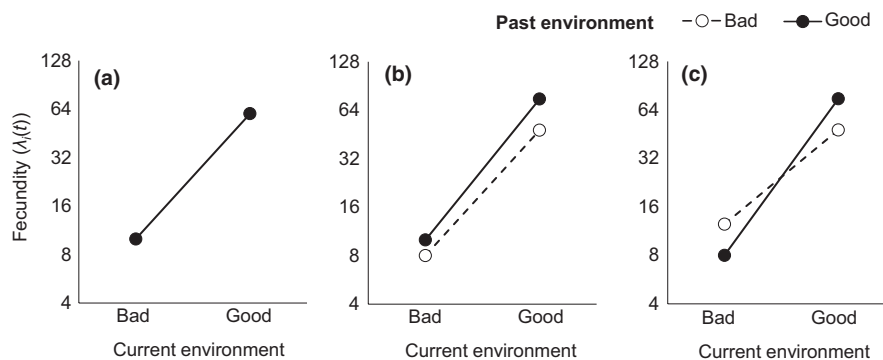 Past environment Bad Good
(a) (b) (c)
Fecundity (λi(t))
128 128 128
64 64 64
32 32 32
16 16 16
8 8 8
4 4 4
Bad Good Bad Good Bad Good
Current environment Current environment Current environment